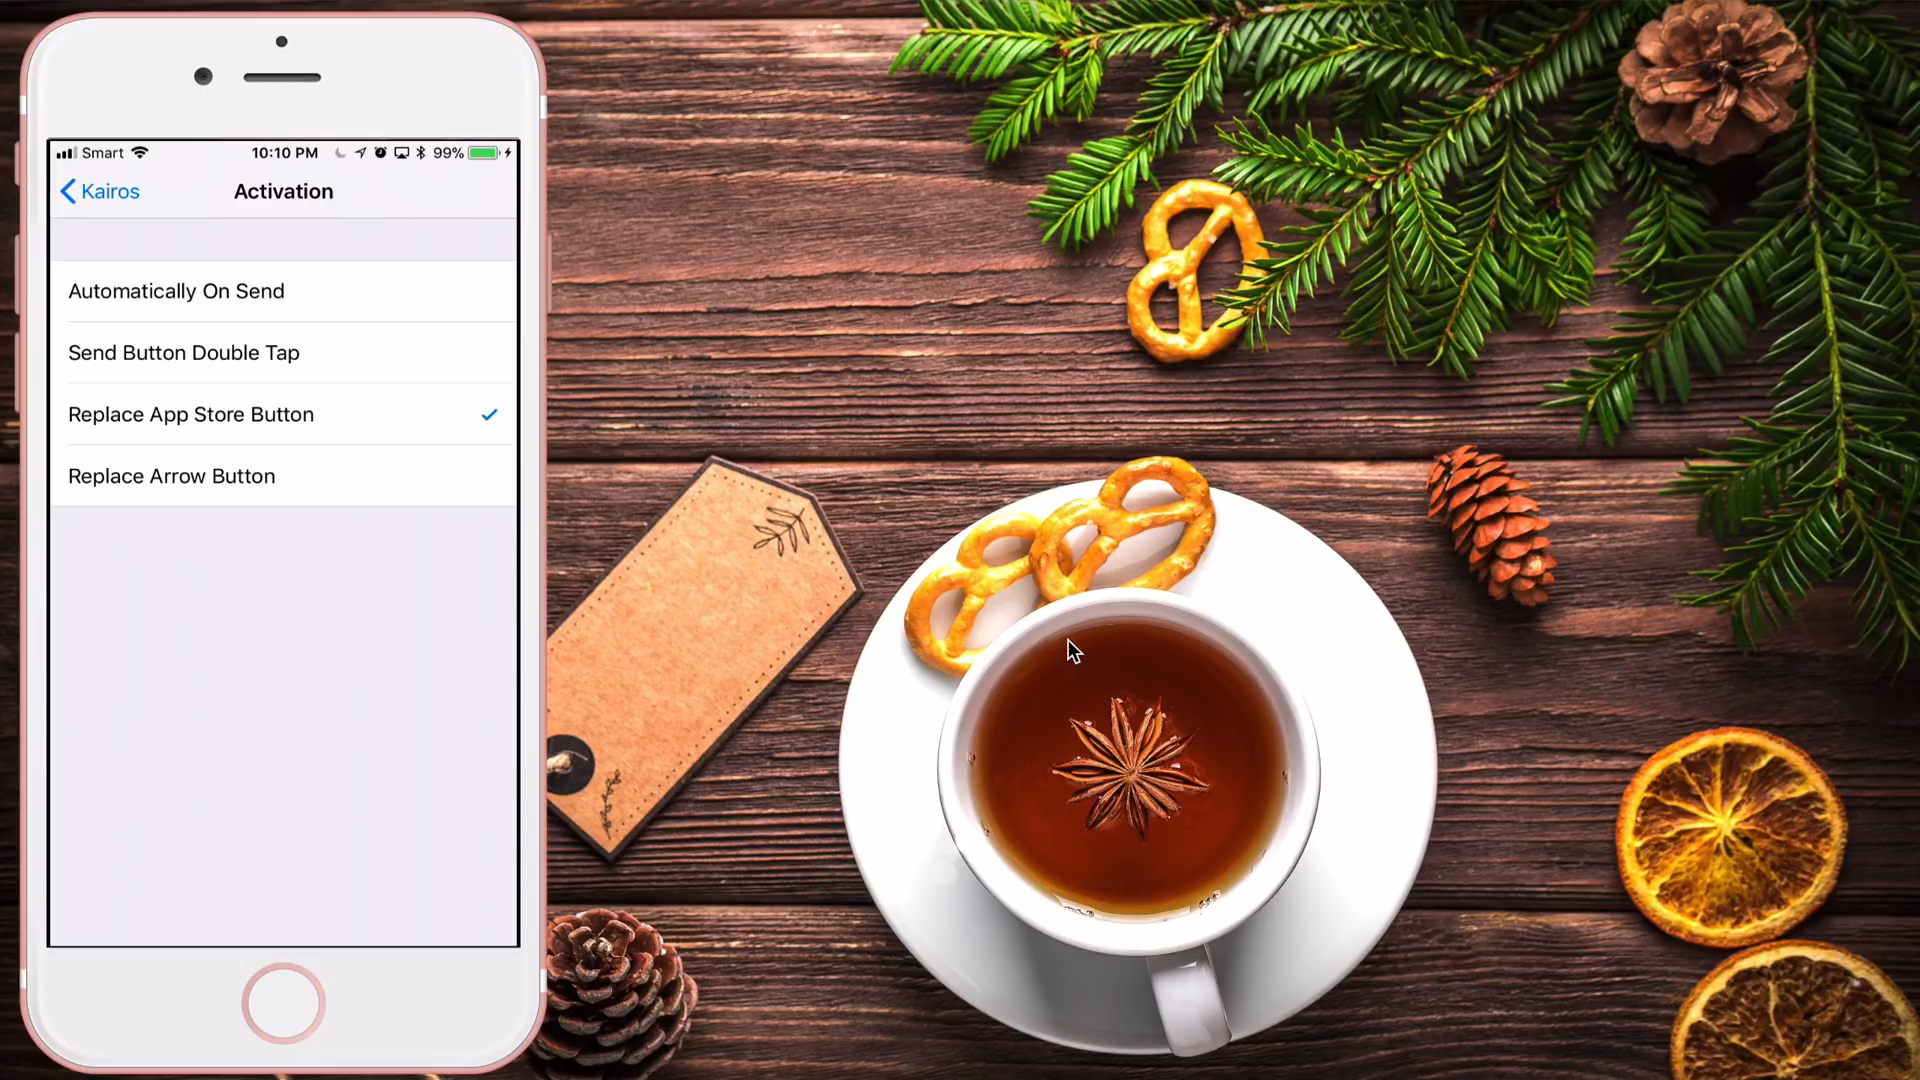 Smart 10:10 PM 99%
Kairos Activation
Automatically On Send
Send Button Double Tap
Replace App Store Button
Replace Arrow Button